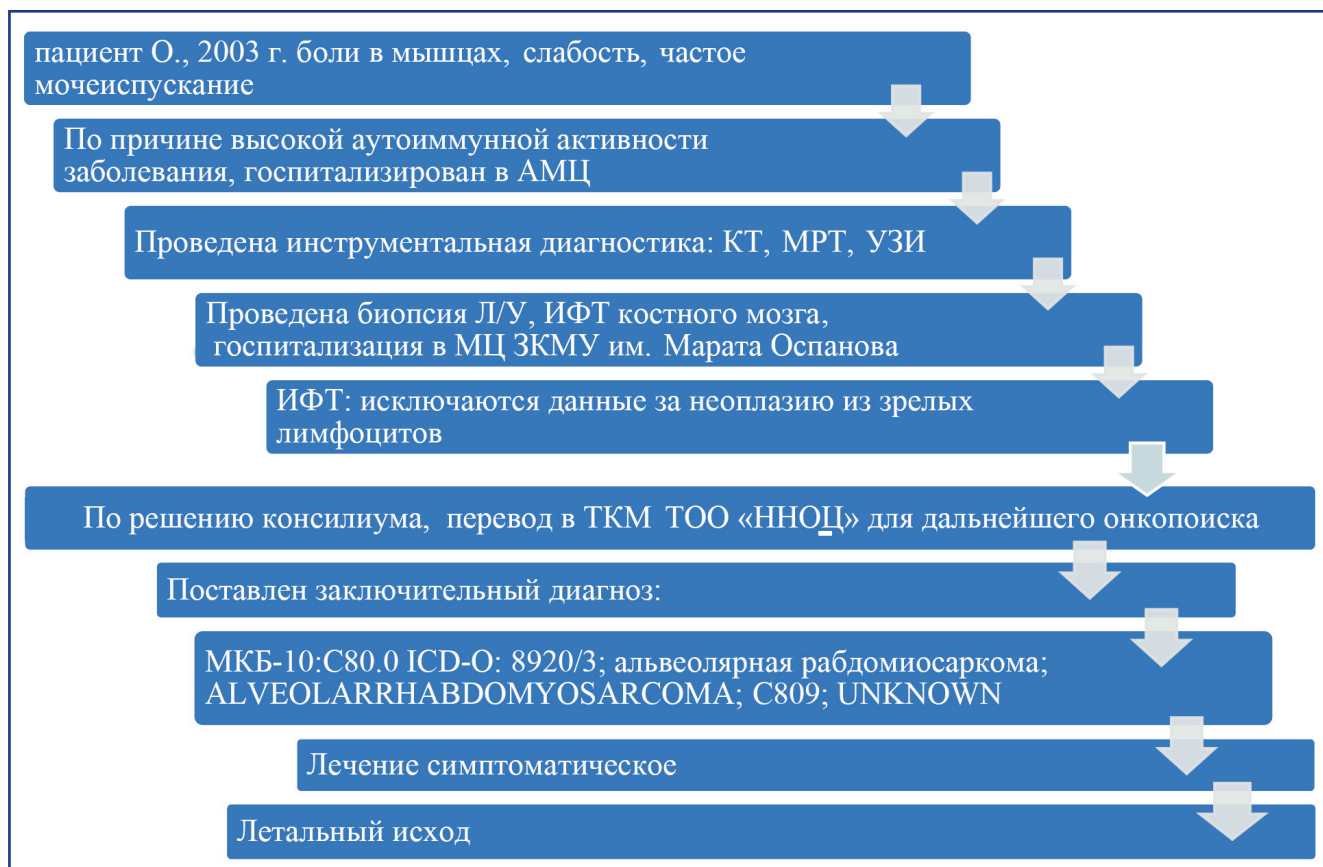 пациент О., 2003 г. боли в мышцах, слабость, частое
мочеиспускание
По причине высокой аутоиммунной активности
заболевания, госпитализирован в АМЦ
Проведена инструментальная диагностика: КТ, МРТ, УЗИ
Проведена биопсия Л/У, ИФТ костного мозга,
госпитализация в МЦ ЗКМУ им. Марата Оспанова
ИФТ: исключаются данные за неоплазию из зрелых
лимфоцитов
По решению консилиума, перевод в ТКМ ТОО «ННОЦ» для дальнейшего онкопоиска
Поставлен заключительный диагноз:
МКБ-10:C80.0 ICD-O: 8920/3; альвеолярная рабдомиосаркома;
ALVEOLARRHABDOMYOSARCOMA; C809; UNKNOWN
Лечение симптоматическое
Летальный исход